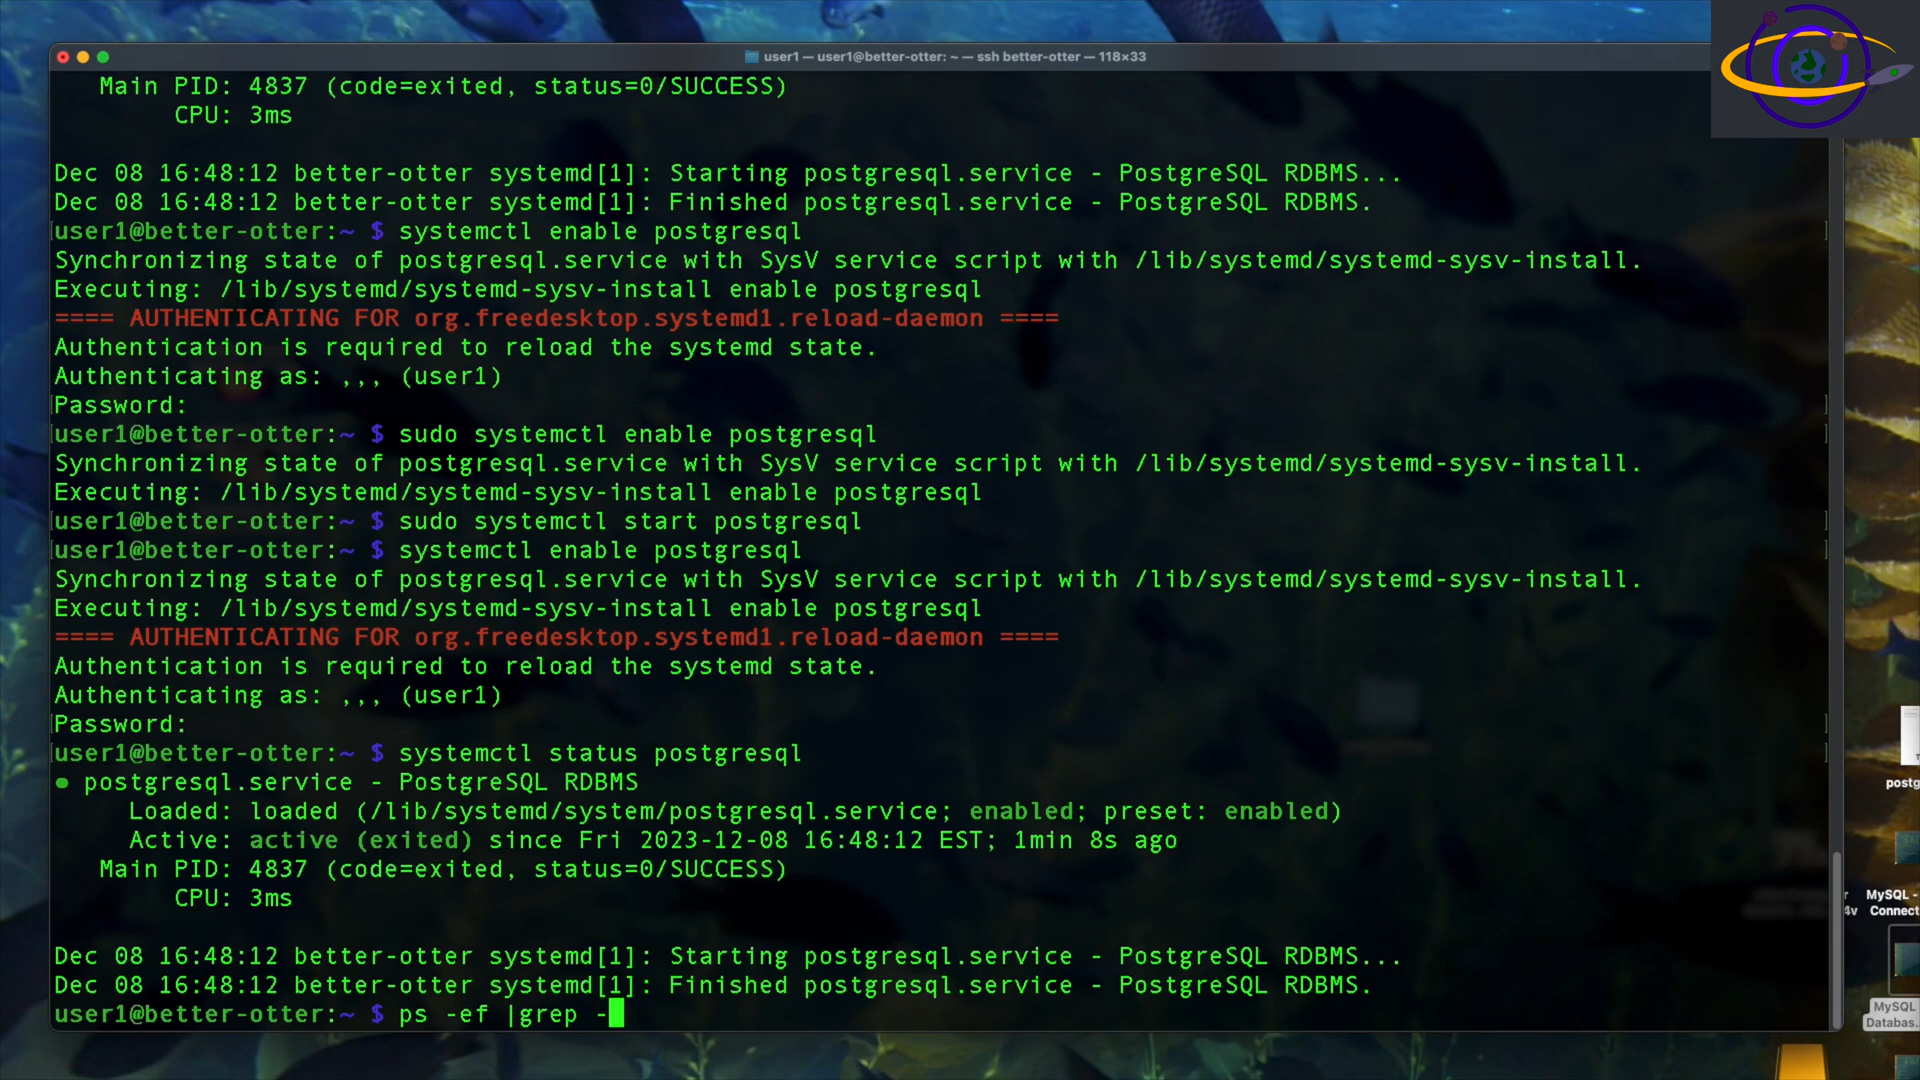 user1 — user1@better-otter: ~ — ssh better-otter — 118×33
Main PID: 4837 (code=exited, status=0/SUCCESS)
CPU: 3ms
Dec 08 16:48:12 better-otter systemd[1]: Starting postgresql.service - PostgreSQL RDBMS...
Dec 08 16:48:12 better-otter systemd[1]: Finished postgresql.service - PostgreSQL RDBMS.
user1@better-otter:~ $ systemctl enable postgresql
Synchronizing state of postgresql.service with SysV service script with /lib/systemd/systemd-sysv-install.
Executing: /lib/systemd/systemd-sysv-install enable postgresql
==== AUTHENTICATING FOR org.freedesktop.systemd1.reload-daemon ====
Authentication is required to reload the systemd state.
Authenticating as: ,,, (user1)
Password:
user1@better-otter:~ $ sudo systemctl enable postgresql
Synchronizing state of postgresql.service with SysV service script with /lib/systemd/systemd-sysv-install.
Executing: /lib/systemd/systemd-sysv-install enable postgresql
user1@better-otter:~ $ sudo systemctl start postgresql
user1@better-otter:~ $ systemctl enable postgresql
Synchronizing state of postgresql.service with SysV service script with /lib/systemd/systemd-sysv-install.
Executing: /lib/systemd/systemd-sysv-install enable postgresql
==== AUTHENTICATING FOR org.freedesktop.systemd1.reload-daemon ====
Authentication is required to reload the systemd state.
Authenticating as: ,,, (user1)
Password:
user1@better-otter:~ $ systemctl status postgresql
● postgresql.service - PostgreSQL RDBMS
Loaded: loaded (/lib/systemd/system/postgresql.service; enabled; preset: enabled)
Active: active (exited) since Fri 2023-12-08 16:48:12 EST; 1min 8s ago
Main PID: 4837 (code=exited, status=0/SUCCESS)
CPU: 3ms
Dec 08 16:48:12 better-otter systemd[1]: Starting postgresql.service - PostgreSQL RDBMS...
Dec 08 16:48:12 better-otter systemd[1]: Finished postgresql.service - PostgreSQL RDBMS.
user1@better-otter:~ $ ps -ef |grep -
postg
MySQL -
4v Connect
MySQL
Databas..